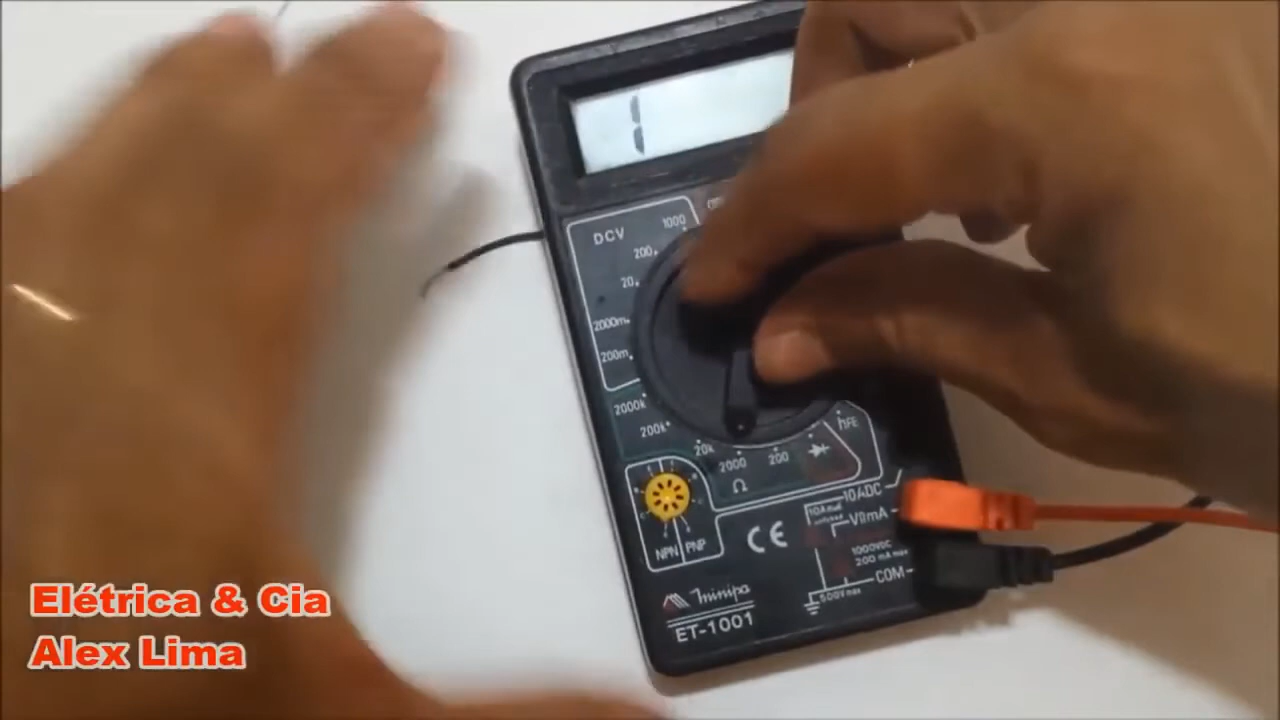 1
DCV
1000
200
20
2000m
200m
2000k
200k
20k
2000
200
Ω
hFE
NPN
PNP
CE
10ADC
VΩmA
1000VDC
200 mA max
COM
500V max
minipa
ET-1001
Elétrica & Cia
Alex Lima